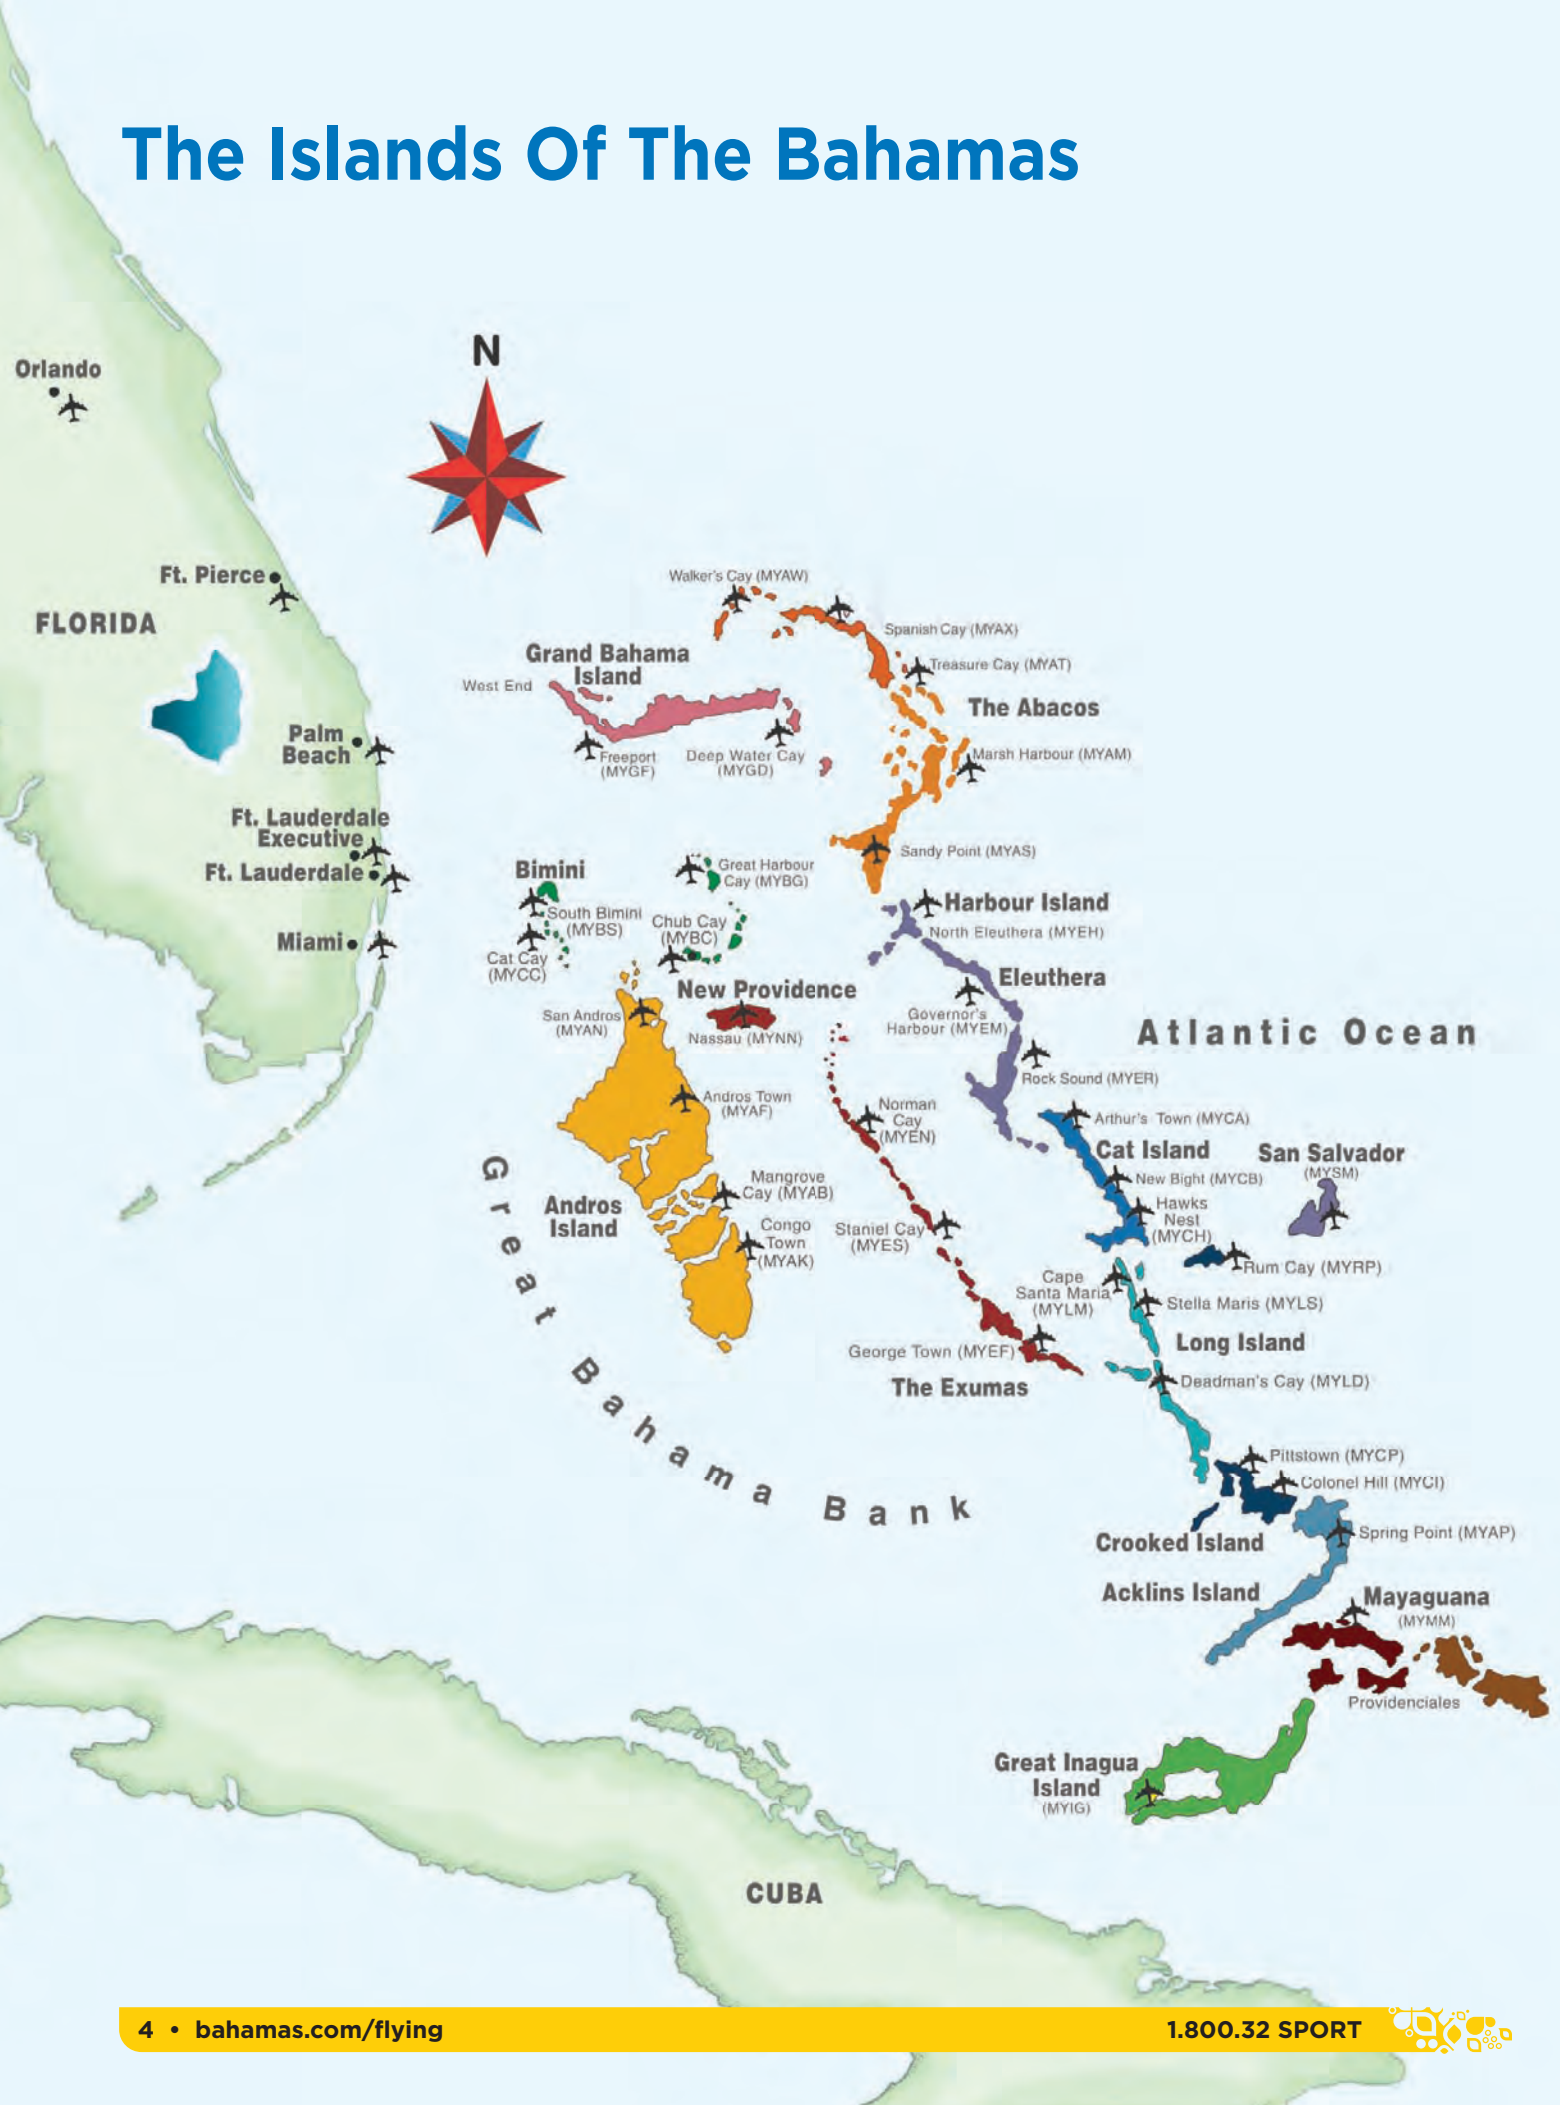 The Islands Of The Bahamas
N
Orlando
Ft. Pierce
FLORIDA
Palm
Beach
Ft. Lauderdale
Executive
Ft. Lauderdale
Miami
Walker's Cay (MYAW)
Spanish Cay (MYAX)
Treasure Cay (MYAT)
The Abacos
Marsh Harbour (MYAM)
Sandy Point (MYAS)
Grand Bahama
Island
West End
Freeport
(MYGF)
Deep Water Cay
(MYGD)
Bimini
South Bimini
(MYBS)
Cat Cay
(MYCC)
Great Harbour
Cay (MYBG)
Chub Cay
(MYBC)
Harbour Island
North Eleuthera (MYEH)
Eleuthera
Governor's
Harbour (MYEM)
Rock Sound (MYER)
New Providence
Nassau (MYNN)
San Andros
(MYAN)
Andros Town
(MYAF)
Mangrove
Cay (MYAB)
Andros
Island
Congo
Town
(MYAK)
Atlantic Ocean
Norman
Cay
(MYEN)
Staniel Cay
(MYES)
George Town (MYEF)
The Exumas
Arthur's Town (MYCA)
Cat Island
New Bight (MYCB)
Hawks
Nest
(MYCH)
San Salvador
(MYSM)
Rum Cay (MYRP)
Cape
Santa Maria
(MYLM)
Stella Maris (MYLS)
Long Island
Deadman's Cay (MYLD)
Great Bahama Bank
Pittstown (MYCP)
Colonel Hill (MYCI)
Crooked Island
Spring Point (MYAP)
Acklins Island
Mayaguana
(MYMM)
Providenciales
Great Inagua
Island
(MYIG)
CUBA
4 • bahamas.com/flying
1.800.32 SPORT